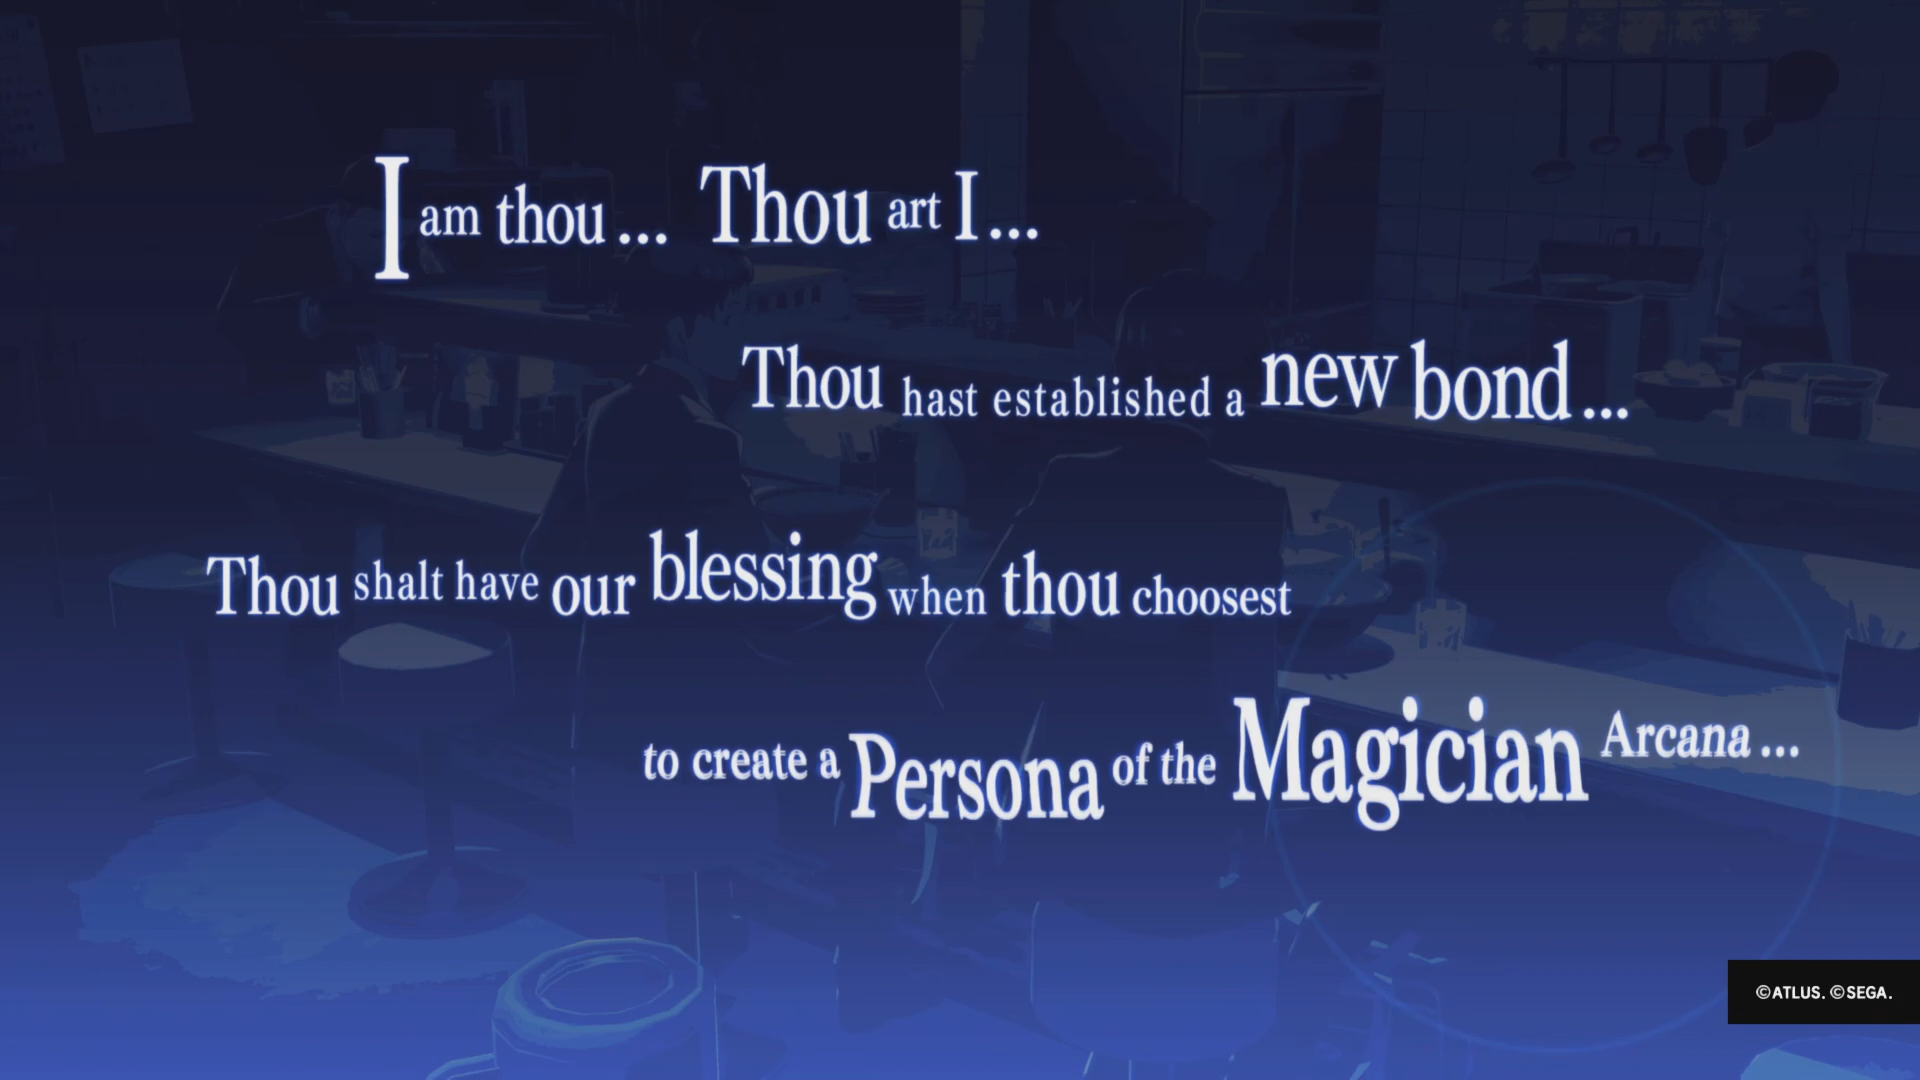 I am thou... Thou art I...
Thou hast established a new bond...
Thou shalt have our blessing when thou choosest
to create a Persona of the Magician Arcana...
©ATLUS. ©SEGA.